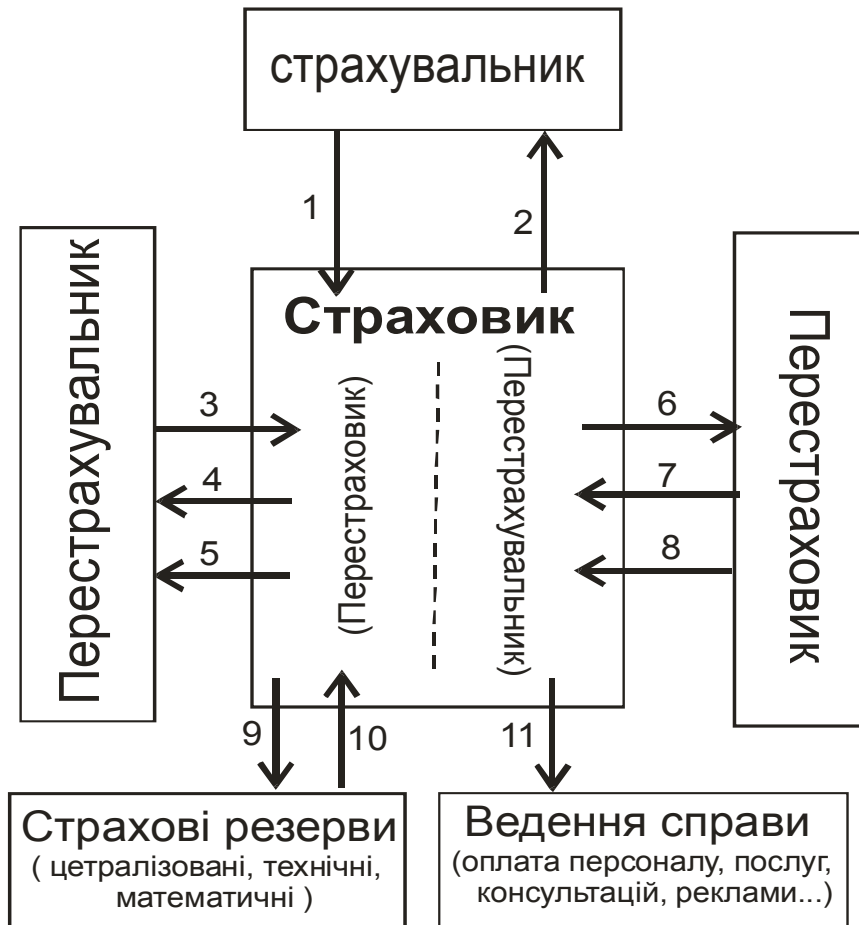 страхувальник
1
2
Перестрахувальник
Страховик
(Перестраховик)
(Перестрахувальник)
Перестраховик
3
4
5
6
7
8
9
10
11
Страхові резерви
( цетралізовані, технічні,
математичні )
Ведення справи
(оплата персоналу, послуг,
консультацій, реклами...)